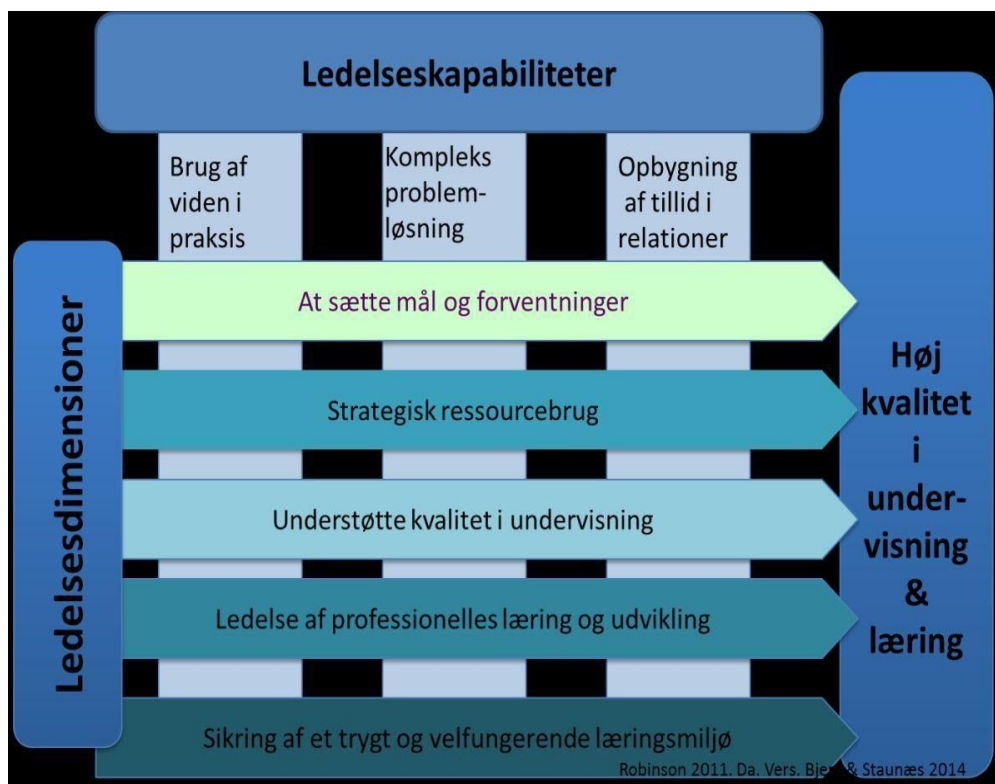 Ledelseskapabiliteter
Brug af
viden i
praksis
Kompleks
problem-
løsning
Opbygning
af tillid i
relationer
Ledelsesdimensioner
At sætte mål og forventninger
Strategisk ressourcebrug
Understøtte kvalitet i undervisning
Ledelse af professionelles læring og udvikling
Sikring af et trygt og velfungerende læringsmiljø
Høj
kvalitet
i
under-
visning
&
læring
Robinson 2011. Da. Vers. & Staunæs 2014